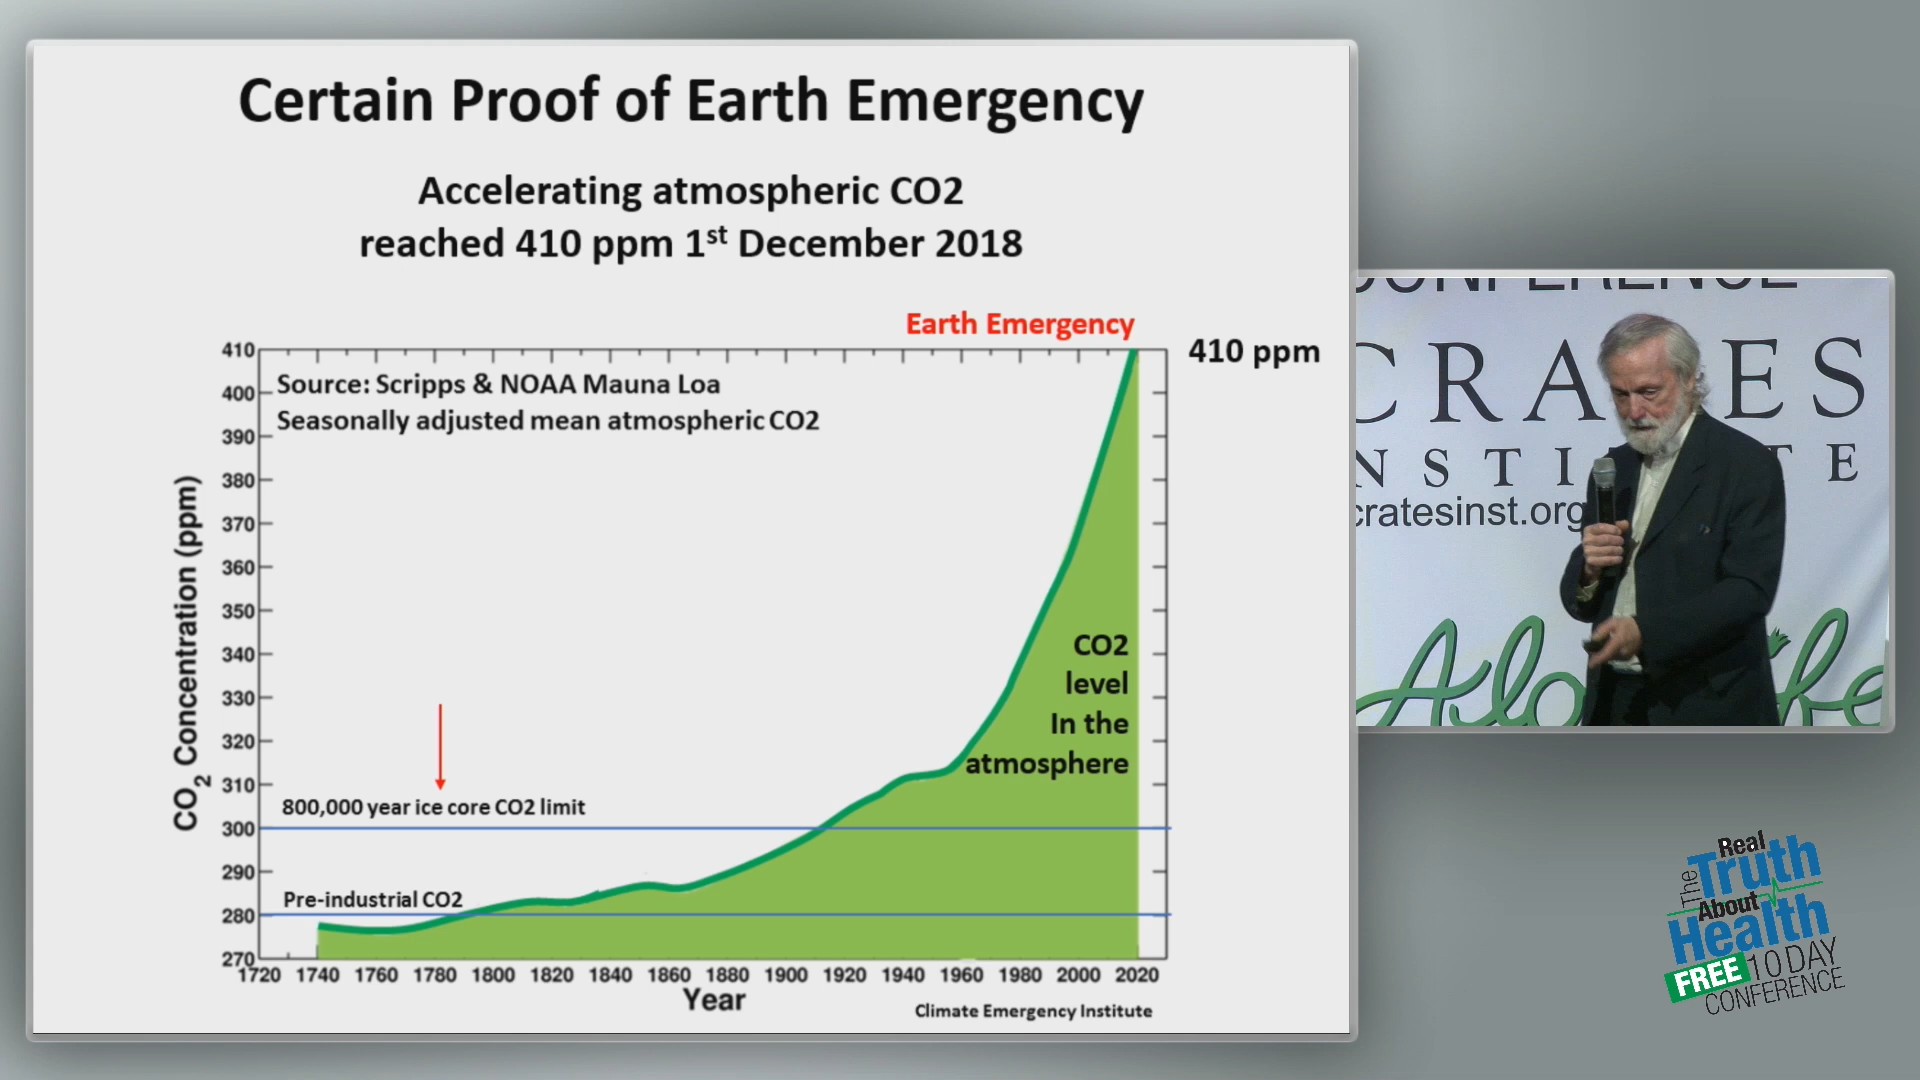 Certain Proof of Earth Emergency
Accelerating atmospheric CO2
reached 410 ppm 1st December 2018
Earth Emergency
410 ppm
Source: Scripps & NOAA Mauna Loa
Seasonally adjusted mean atmospheric CO2
410
400
390
380
370
360
350
340
330
320
310
300
290
280
270
CO2 Concentration (ppm)
CO2
level
In the
atmosphere
800,000 year ice core CO2 limit
Pre-industrial CO2
1720 1740 1760 1780 1800 1820 1840 1860 1880 1900 1920 1940 1960 1980 2000 2020
Year
Climate Emergency Institute
CONFERENCE
CRATES
INSTI TE
cratesinst.org
The Real
Truth
About
Health
FREE 10 DAY
CONFERENCE